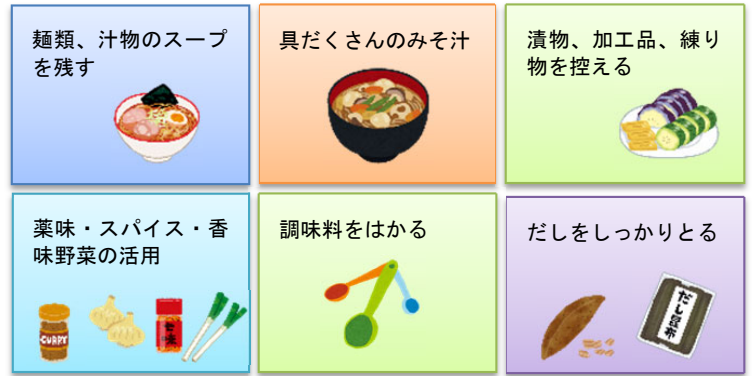 麺類、汁物のスープ
を残す
具だくさんのみそ汁
漬物、加工品、練り
物を控える
薬味・スパイス・香
味野菜の活用
CURRY
七味
調味料をはかる
だしをしっかりとる
だし昆布